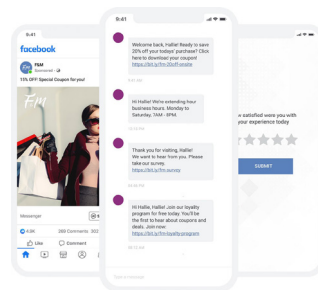 9:41
facebook
F&M
Sponsored
15% OFF Special Coupon for you!
Fm
Messenger
4.9K
269 Comments
Like
Comment
9:41
Welcome back, Hallie! Ready to save
20% off your todays' purchase? Click
here to download your coupon!
https://bit.ly/fm-20off-onsite
Hi Hallie! We're extending hour
business hours. Monday to
Saturday, 7AM - 8PM.
Thank you for visiting, Hallie!
We want to hear from you. Please
take our survey.
https://bit.ly/fm-survey
Hi Hallie, Hallie! Join our loyalty
program for free today. You'll be
the first to hear about coupons and
deals. Join now:
https://bit.ly/fm-loyalty-program
satisfied were you with
your experience today
SUBMIT